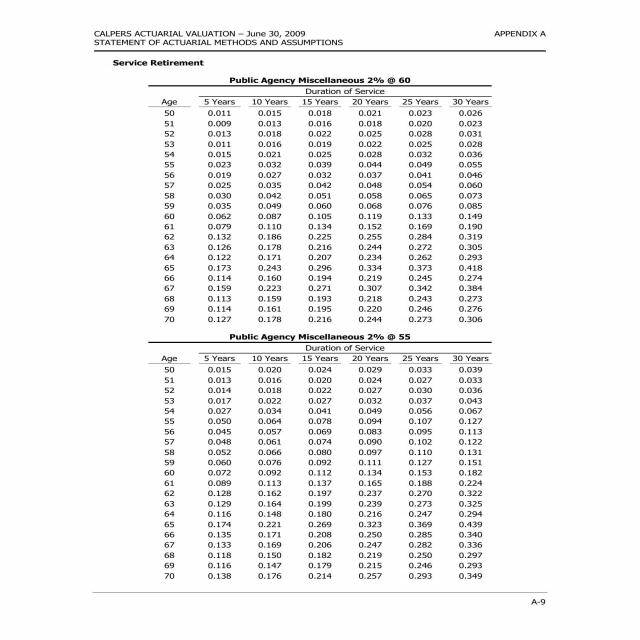 CALPERS ACTUARIAL VALUATION – June 30, 2009 APPENDIX A
STATEMENT OF ACTUARIAL METHODS AND ASSUMPTIONS
Service Retirement
Public Agency Miscellaneous 2% @ 60
Duration of Service
Age 5 Years 10 Years 15 Years 20 Years 25 Years 30 Years
50 0.011 0.015 0.018 0.021 0.023 0.026
51 0.009 0.013 0.016 0.018 0.020 0.023
52 0.013 0.018 0.022 0.025 0.028 0.031
53 0.011 0.016 0.019 0.022 0.025 0.028
54 0.015 0.021 0.025 0.028 0.032 0.036
55 0.023 0.032 0.039 0.044 0.049 0.055
56 0.019 0.027 0.032 0.037 0.041 0.046
57 0.025 0.035 0.042 0.048 0.054 0.060
58 0.030 0.042 0.051 0.058 0.065 0.073
59 0.035 0.049 0.060 0.068 0.076 0.085
60 0.062 0.087 0.105 0.119 0.133 0.149
61 0.079 0.110 0.134 0.152 0.169 0.190
62 0.132 0.186 0.225 0.255 0.284 0.319
63 0.126 0.178 0.216 0.244 0.272 0.305
64 0.122 0.171 0.207 0.234 0.262 0.293
65 0.173 0.243 0.296 0.334 0.373 0.418
66 0.114 0.160 0.194 0.219 0.245 0.274
67 0.159 0.223 0.271 0.307 0.342 0.384
68 0.113 0.159 0.193 0.218 0.243 0.273
69 0.114 0.161 0.195 0.220 0.246 0.276
70 0.127 0.178 0.216 0.244 0.273 0.306
Public Agency Miscellaneous 2% @ 55
Duration of Service
Age 5 Years 10 Years 15 Years 20 Years 25 Years 30 Years
50 0.015 0.020 0.024 0.029 0.033 0.039
51 0.013 0.016 0.020 0.024 0.027 0.033
52 0.014 0.018 0.022 0.027 0.030 0.036
53 0.017 0.022 0.027 0.032 0.037 0.043
54 0.027 0.034 0.041 0.049 0.056 0.067
55 0.050 0.064 0.078 0.094 0.107 0.127
56 0.045 0.057 0.069 0.083 0.095 0.113
57 0.048 0.061 0.074 0.090 0.102 0.122
58 0.052 0.066 0.080 0.097 0.110 0.131
59 0.060 0.076 0.092 0.111 0.127 0.151
60 0.072 0.092 0.112 0.134 0.153 0.182
61 0.089 0.113 0.137 0.165 0.188 0.224
62 0.128 0.162 0.197 0.237 0.270 0.322
63 0.129 0.164 0.199 0.239 0.273 0.325
64 0.116 0.148 0.180 0.216 0.247 0.294
65 0.174 0.221 0.269 0.323 0.369 0.439
66 0.135 0.171 0.208 0.250 0.285 0.340
67 0.133 0.169 0.206 0.247 0.282 0.336
68 0.118 0.150 0.182 0.219 0.250 0.297
69 0.116 0.147 0.179 0.215 0.246 0.293
70 0.138 0.176 0.214 0.257 0.293 0.349
A-9